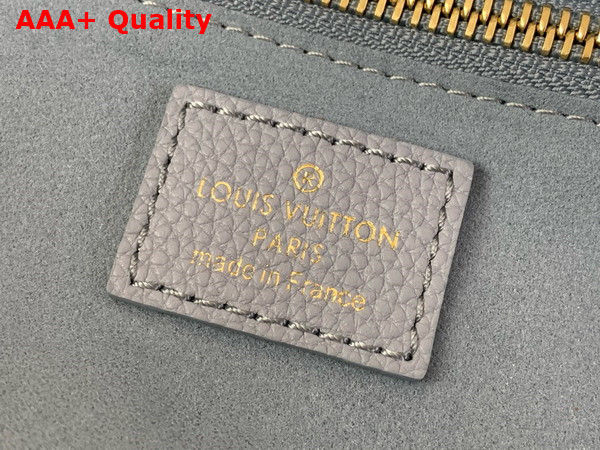 AAA+ Quality
LOUIS VUITTON
PARIS
made in France